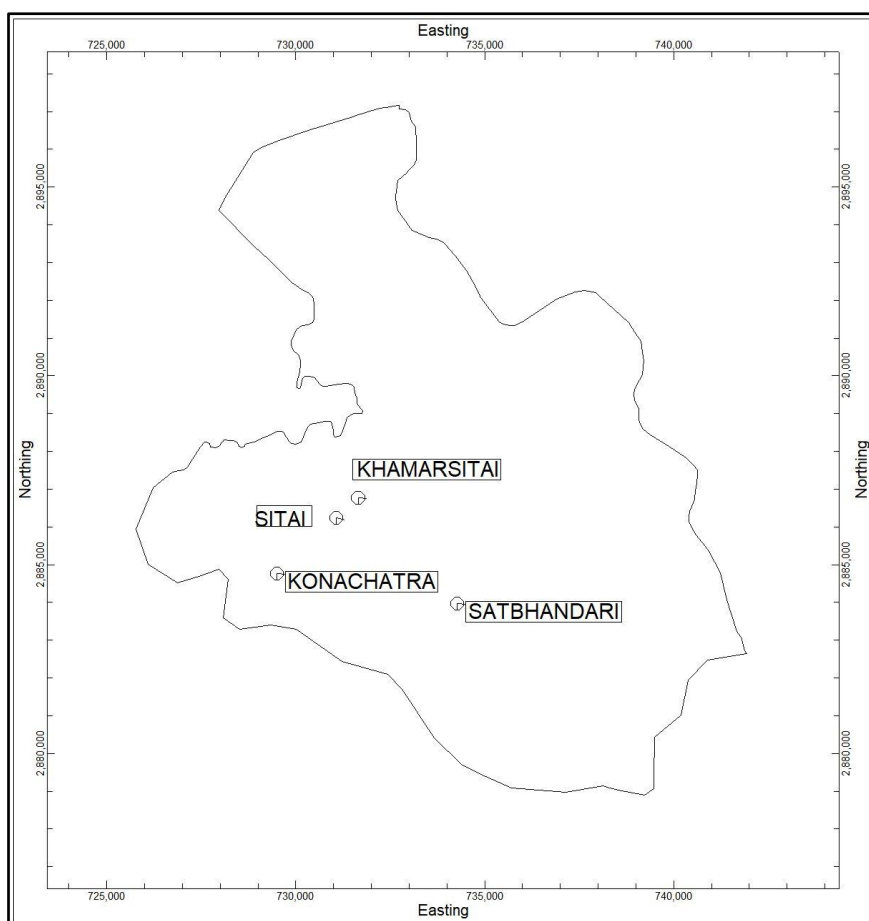 Easting
725,000 730,000 735,000 740,000
2,895,000 2,895,000
2,890,000 2,890,000
Northing Northing
KHAMARSITAI
SITAI
2,885,000 2,885,000
KONACHATRA
SATBHANDARI
2,880,000 2,880,000
725,000 730,000 735,000 740,000
Easting